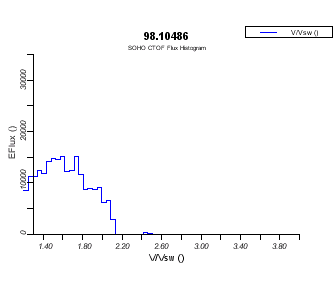 98.10486
SOHO CTOF Flux Histogram
V/Vsw ()
EFlux ()
30000
20000
10000
0
1.40 1.80 2.20 2.60 3.00 3.40 3.80
V/Vsw ()